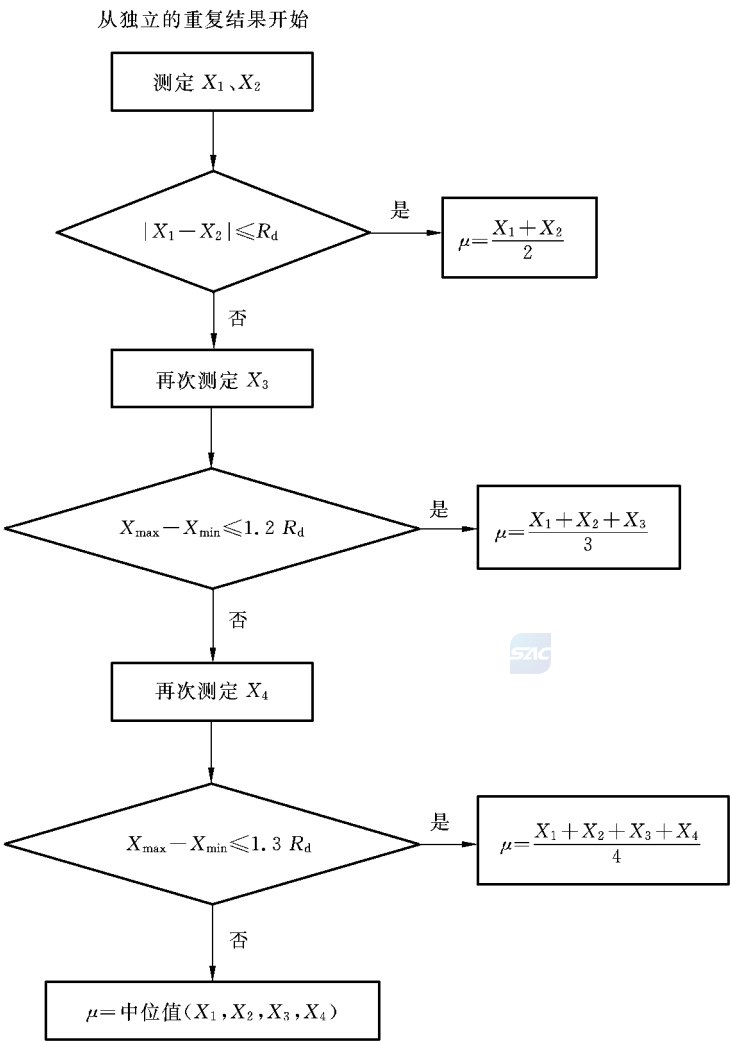 从独立的重复结果开始
测定 X₁、X₂
|X₁－X₂|≤R_d
是
μ=(X₁＋X₂)/2
否
再次测定 X₃
X_max－X_min≤1.2 R_d
是
μ=(X₁＋X₂＋X₃)/3
否
SAC
再次测定 X₄
X_max－X_min≤1.3 R_d
是
μ=(X₁＋X₂＋X₃＋X₄)/4
否
μ=中位值(X₁,X₂,X₃,X₄)